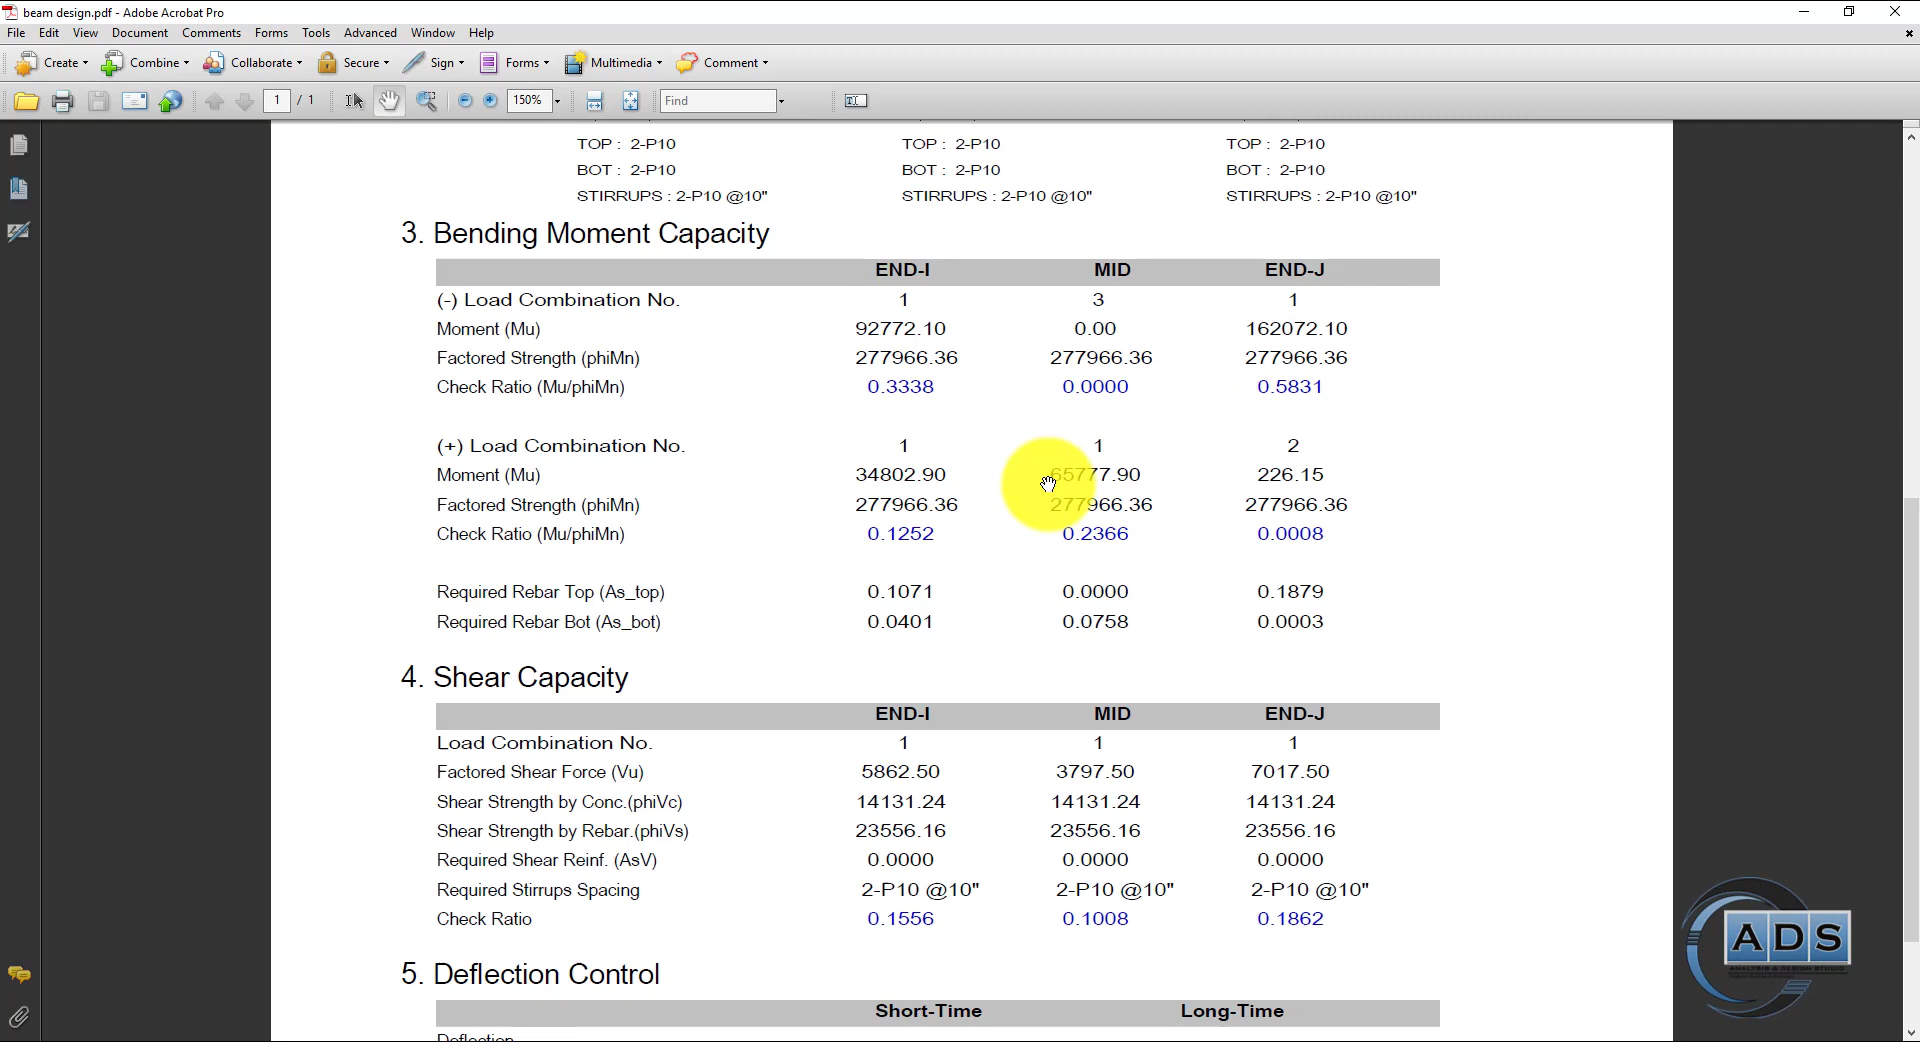 beam design.pdf - Adobe Acrobat Pro
File Edit View Document Comments Forms Tools Advanced Window Help
Create Combine Collaborate Secure Sign Forms Multimedia Comment
1 / 1 150% Find
TOP : 2-P10 TOP : 2-P10 TOP : 2-P10
BOT : 2-P10 BOT : 2-P10 BOT : 2-P10
STIRRUPS : 2-P10 @10" STIRRUPS : 2-P10 @10" STIRRUPS : 2-P10 @10"
3. Bending Moment Capacity
END-I MID END-J
(-) Load Combination No. 1 3 1
Moment (Mu) 92772.10 0.00 162072.10
Factored Strength (phiMn) 277966.36 277966.36 277966.36
Check Ratio (Mu/phiMn) 0.3338 0.0000 0.5831
(+) Load Combination No. 1 1 2
Moment (Mu) 34802.90 65777.90 226.15
Factored Strength (phiMn) 277966.36 277966.36 277966.36
Check Ratio (Mu/phiMn) 0.1252 0.2366 0.0008
Required Rebar Top (As_top) 0.1071 0.0000 0.1879
Required Rebar Bot (As_bot) 0.0401 0.0758 0.0003
4. Shear Capacity
END-I MID END-J
Load Combination No. 1 1 1
Factored Shear Force (Vu) 5862.50 3797.50 7017.50
Shear Strength by Conc.(phiVc) 14131.24 14131.24 14131.24
Shear Strength by Rebar.(phiVs) 23556.16 23556.16 23556.16
Required Shear Reinf. (AsV) 0.0000 0.0000 0.0000
Required Stirrups Spacing 2-P10 @10" 2-P10 @10" 2-P10 @10"
Check Ratio 0.1556 0.1008 0.1862
ADS
ANALYSIS & DESIGN STUDIO
5. Deflection Control
Short-Time Long-Time